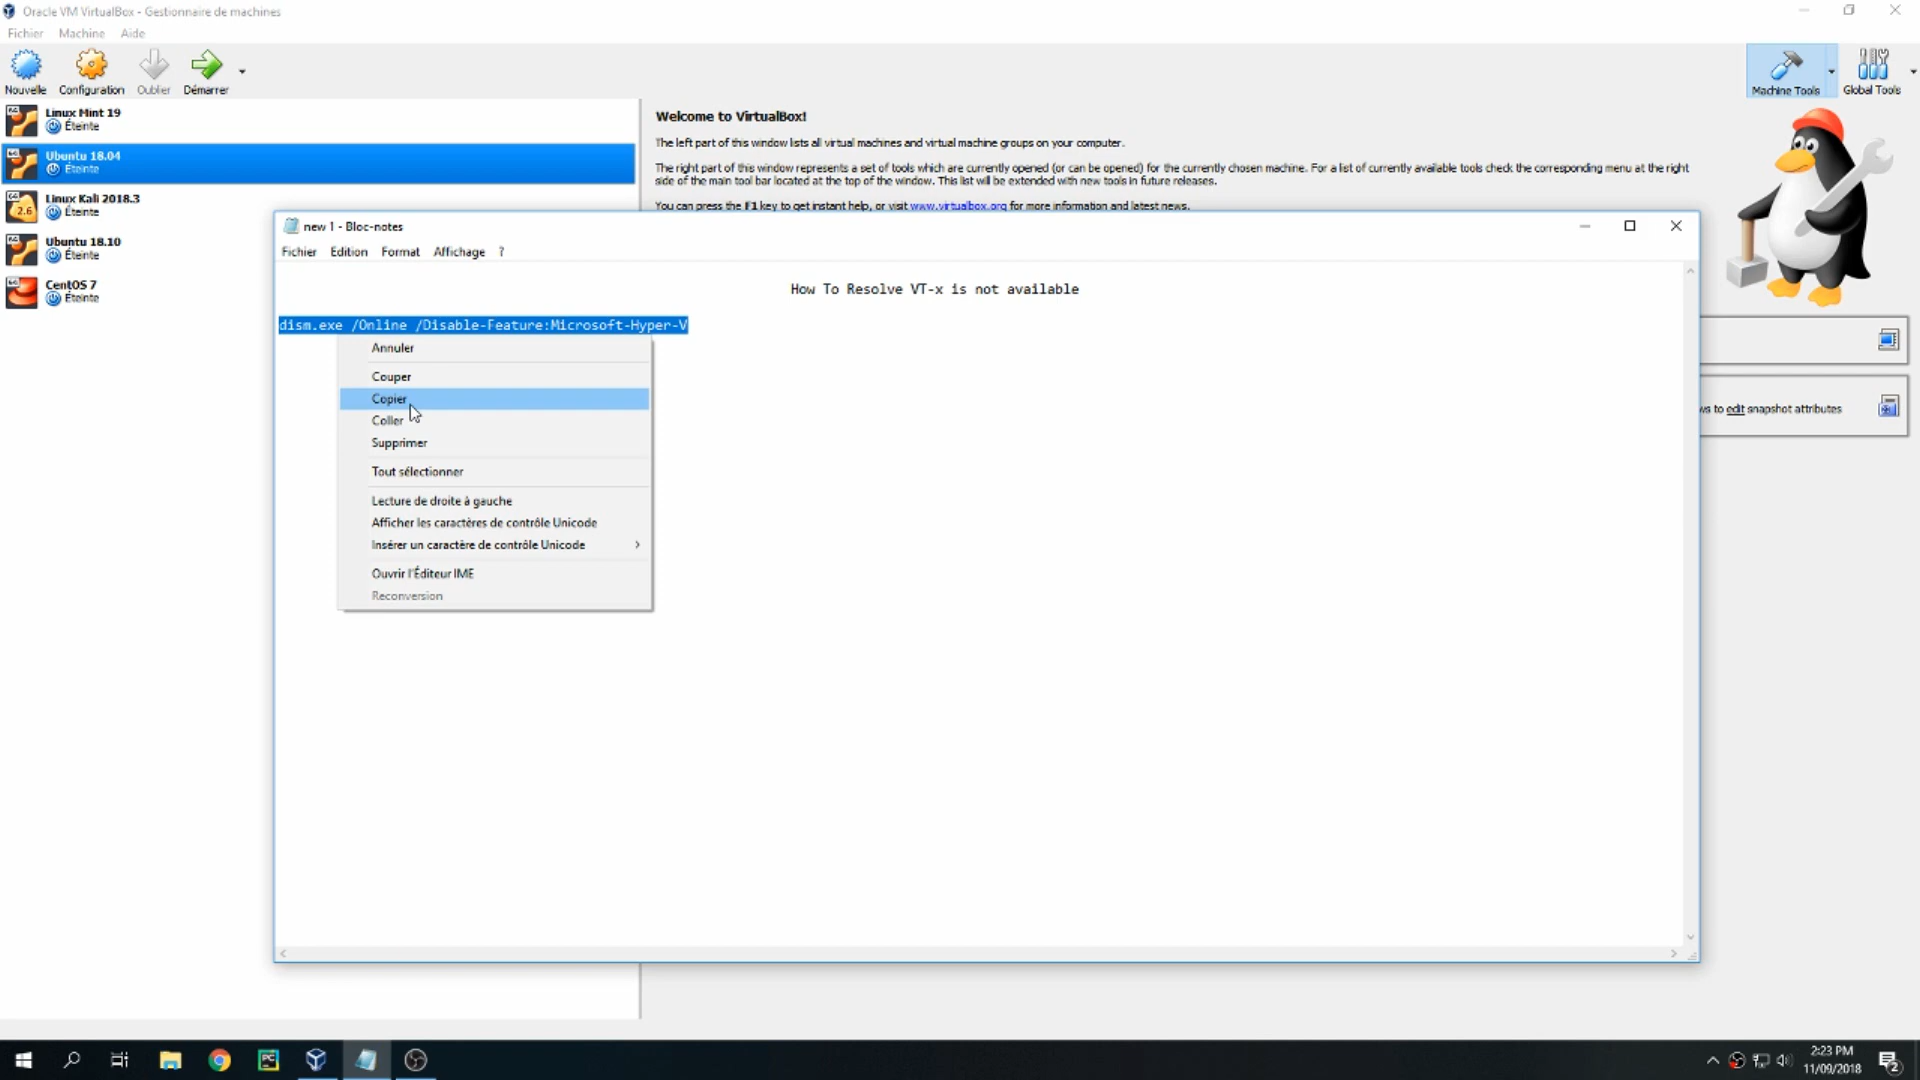 Oracle VM VirtualBox - Gestionnaire de machines
Fichier Machine Aide
Nouvelle Configuration Oublier Démarrer
Machine Tools Global Tools
Linux Mint 19
Éteinte
Ubuntu 18.04
Éteinte
Linux Kali 2018.3
Éteinte
Ubuntu 18.10
Éteinte
CentOS 7
Éteinte
Welcome to VirtualBox!
The left part of this window lists all virtual machines and virtual machine groups on your computer.
The right part of this window represents a set of tools which are currently opened (or can be opened) for the currently chosen machine. For a list of currently available tools check the corresponding menu at the right
side of the main tool bar located at the top of the window. This list will be extended with new tools in future releases.
You can press the F1 key to get instant help, or visit www.virtualbox.org for more information and latest news.
new 1 - Bloc-notes
Fichier Edition Format Affichage ?
How To Resolve VT-x is not available
dism.exe /Online /Disable-Feature:Microsoft-Hyper-V
Annuler
Couper
Copier
Coller
Supprimer
Tout sélectionner
Lecture de droite à gauche
Afficher les caractères de contrôle Unicode
Insérer un caractère de contrôle Unicode
Ouvrir l'Éditeur IME
Reconversion
to edit snapshot attributes
2:23 PM
11/09/2018